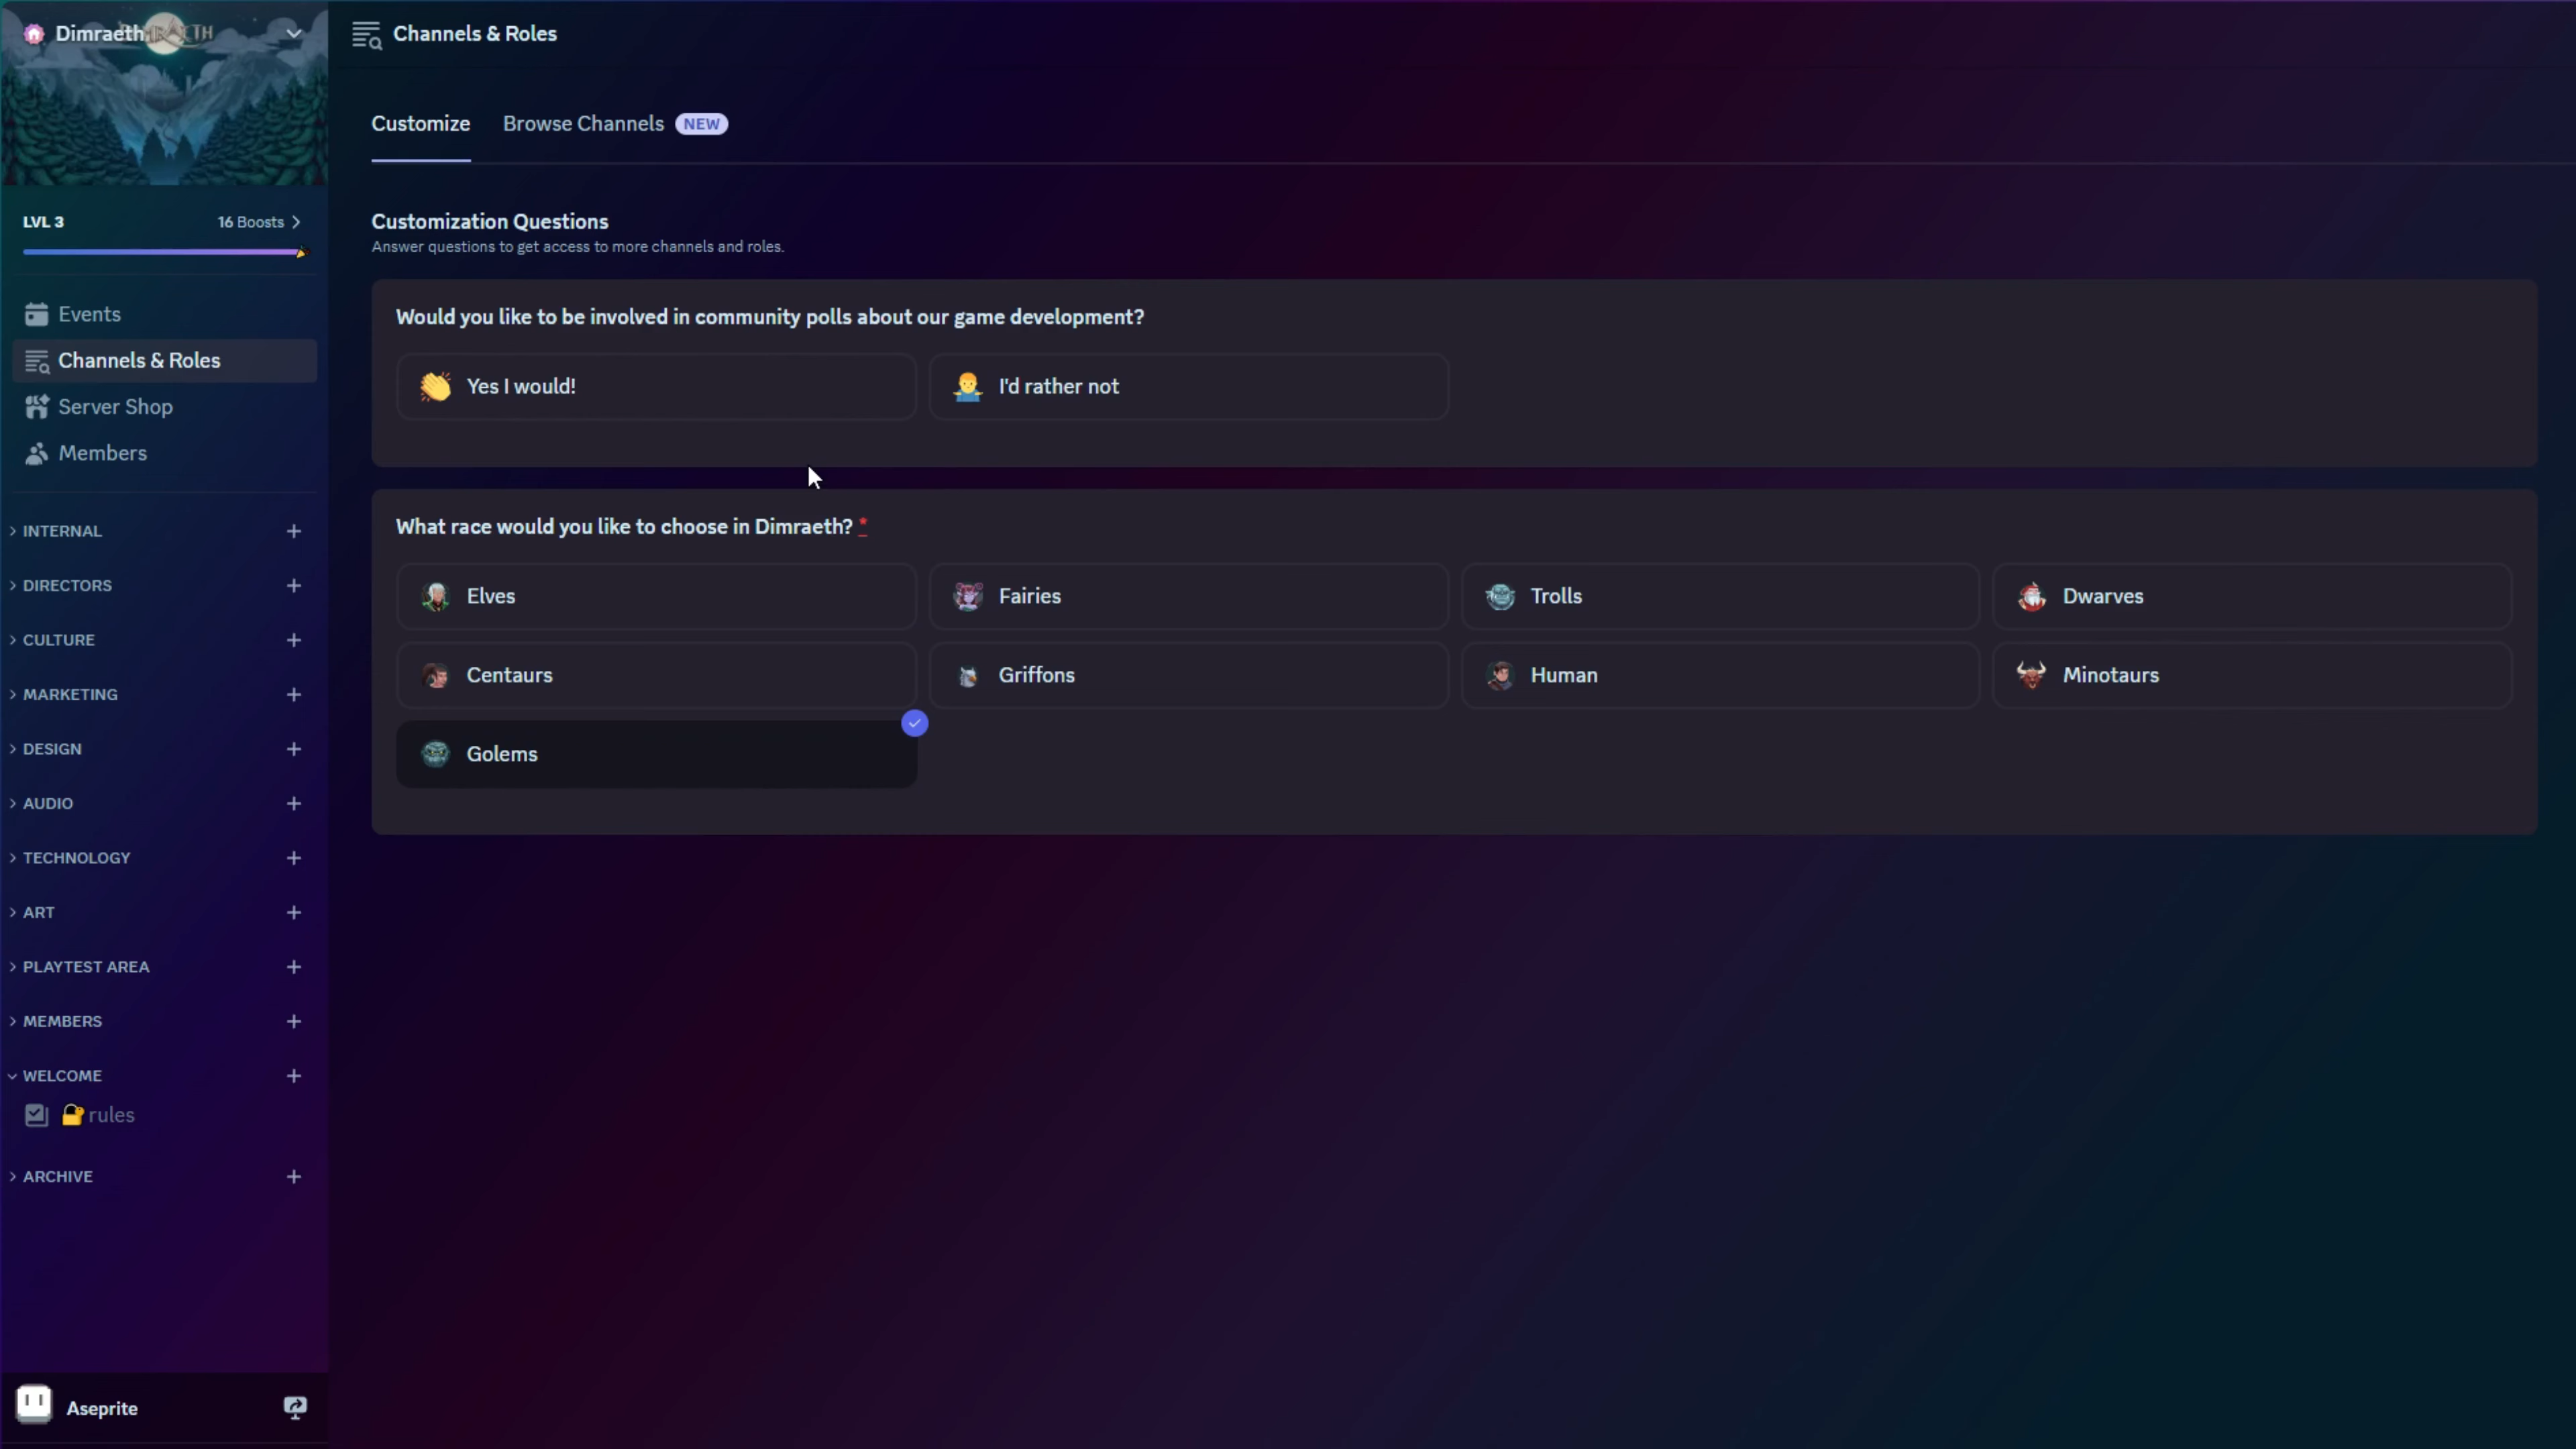 Dimraeth
Channels & Roles
Customize
Browse Channels NEW
LVL 3
16 Boosts
Customization Questions
Answer questions to get access to more channels and roles.
Events
Channels & Roles
Server Shop
Members
Would you like to be involved in community polls about our game development?
Yes I would!
I'd rather not
What race would you like to choose in Dimraeth? *
Elves
Fairies
Trolls
Dwarves
Centaurs
Griffons
Human
Minotaurs
Golems
INTERNAL
DIRECTORS
CULTURE
MARKETING
DESIGN
AUDIO
TECHNOLOGY
ART
PLAYTEST AREA
MEMBERS
WELCOME
rules
ARCHIVE
Aseprite